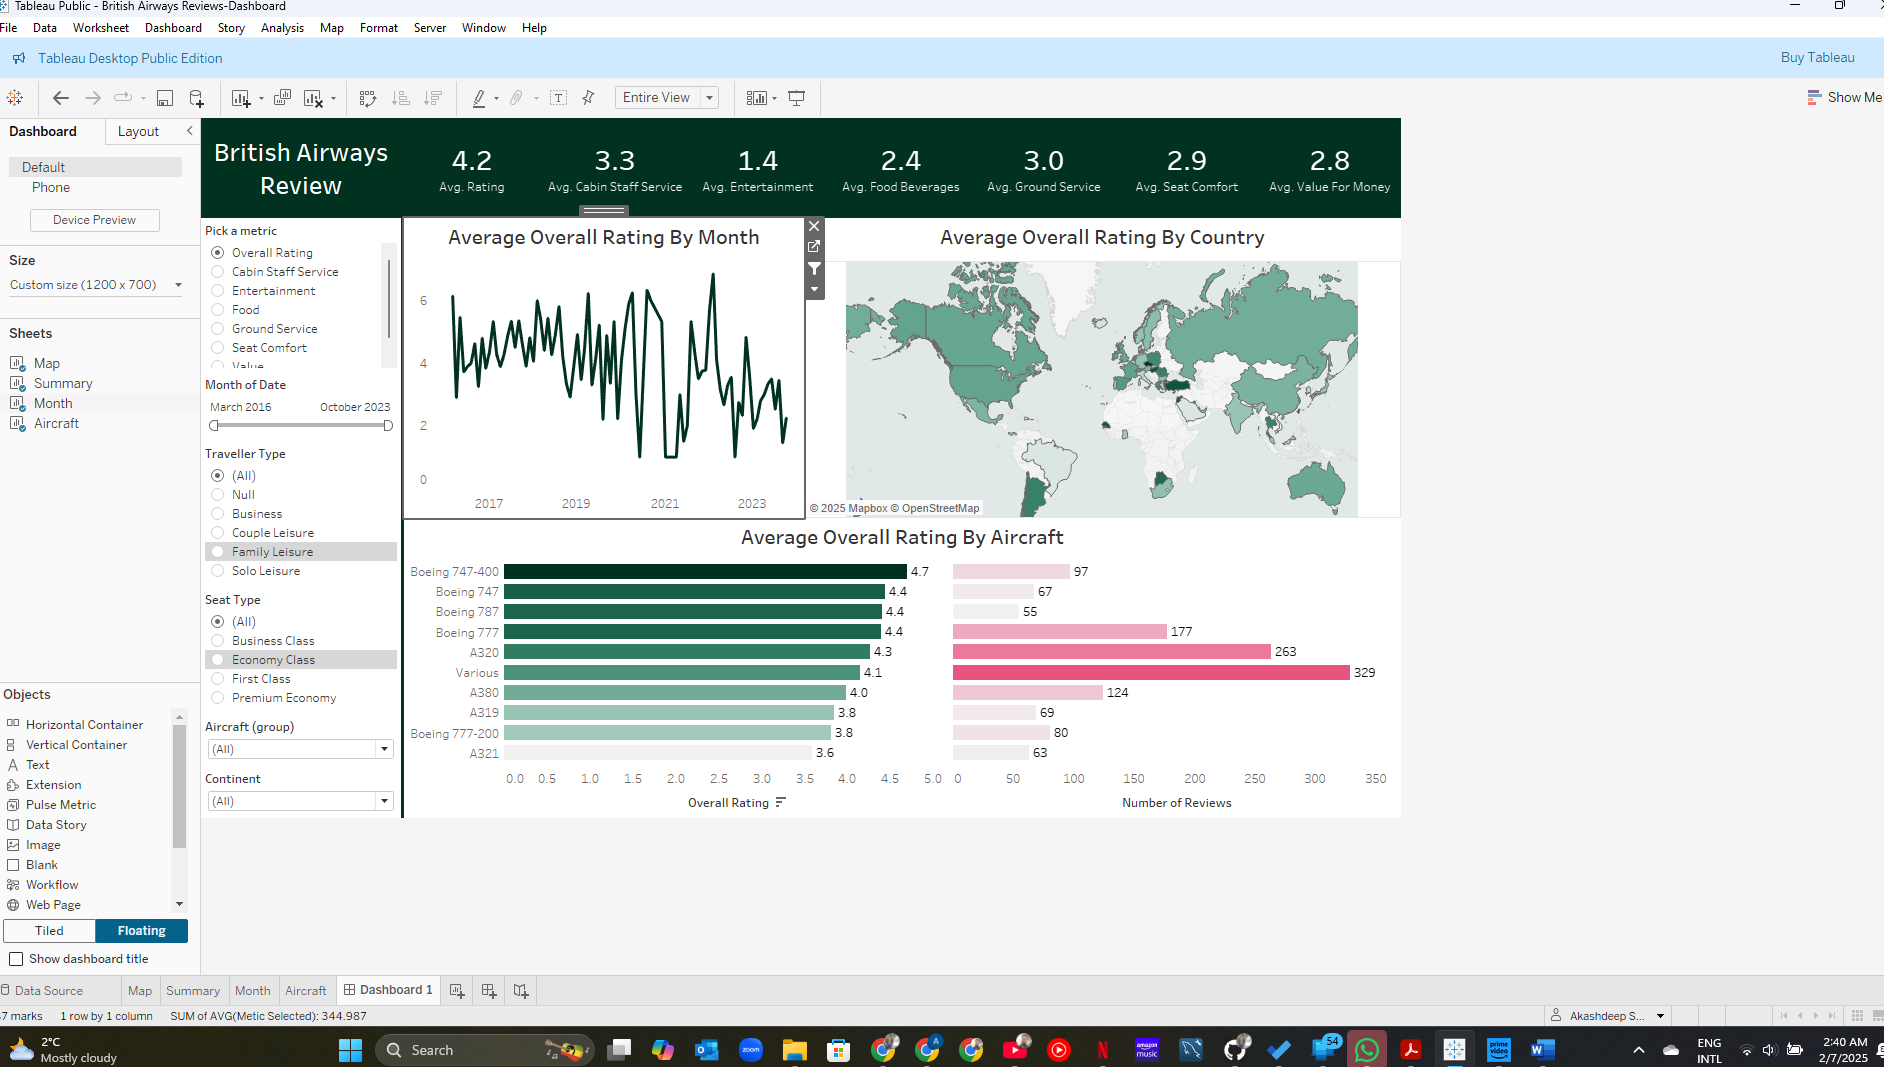 Tableau Public - British Airways Reviews-Dashboard
File Data Worksheet Dashboard Story Analysis Map Format Server Window Help
Tableau Desktop Public Edition
Buy Tableau
Entire View
Show Me
Dashboard Layout
Default
Phone
Device Preview
Size
Custom size (1200 x 700)
Sheets
Map
Summary
Month
Aircraft
Objects
Horizontal Container
Vertical Container
Text
Extension
Pulse Metric
Data Story
Image
Blank
Workflow
Web Page
Tiled Floating
Show dashboard title
British Airways
Review
4.2
Avg. Rating
3.3
Avg. Cabin Staff Service
1.4
Avg. Entertainment
2.4
Avg. Food Beverages
3.0
Avg. Ground Service
2.9
Avg. Seat Comfort
2.8
Avg. Value For Money
Pick a metric
Overall Rating
Cabin Staff Service
Entertainment
Food
Ground Service
Seat Comfort
Value
Month of Date
March 2016 October 2023
Traveller Type
(All)
Null
Business
Couple Leisure
Family Leisure
Solo Leisure
Seat Type
(All)
Business Class
Economy Class
First Class
Premium Economy
Aircraft (group)
(All)
Continent
(All)
Average Overall Rating By Month
6
4
2
0
2017 2019 2021 2023
Average Overall Rating By Country
© 2025 Mapbox © OpenStreetMap
Average Overall Rating By Aircraft
Boeing 747-400 4.7 97
Boeing 747 4.4 67
Boeing 787 4.4 55
Boeing 777 4.4 177
A320 4.3 263
Various 4.1 329
A380 4.0 124
A319 3.8 69
Boeing 777-200 3.8 80
A321 3.6 63
0.0 0.5 1.0 1.5 2.0 2.5 3.0 3.5 4.0 4.5 5.0 0 50 100 150 200 250 300 350
Overall Rating Number of Reviews
Data Source Map Summary Month Aircraft Dashboard 1
7 marks 1 row by 1 column SUM of AVG(Metic Selected): 344.987
Akashdeep S...
2°C
Mostly cloudy
Search
zoom
A
amazon
music
54
prime
video
ENG
INTL
2:40 AM
2/7/2025